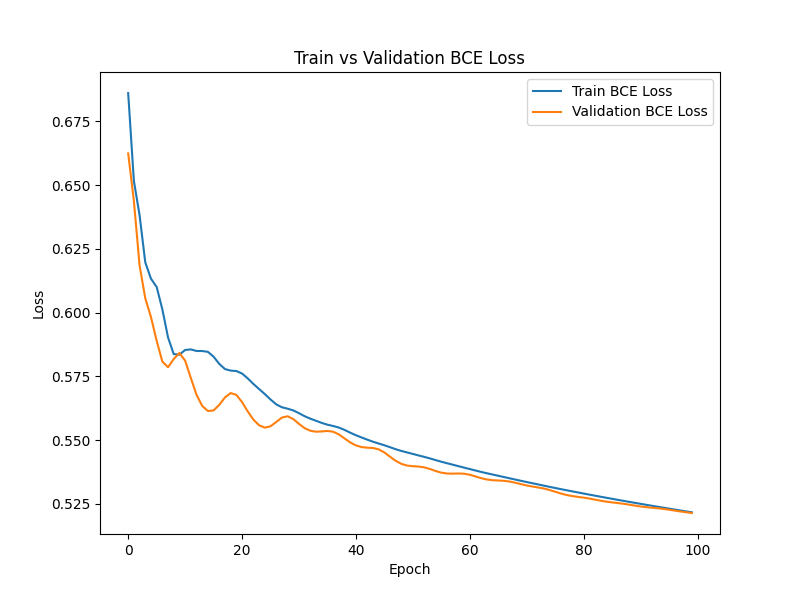 Train vs Validation BCE Loss
Train BCE Loss
Validation BCE Loss
Loss
0.675
0.650
0.625
0.600
0.575
0.550
0.525
0 20 40 60 80 100
Epoch